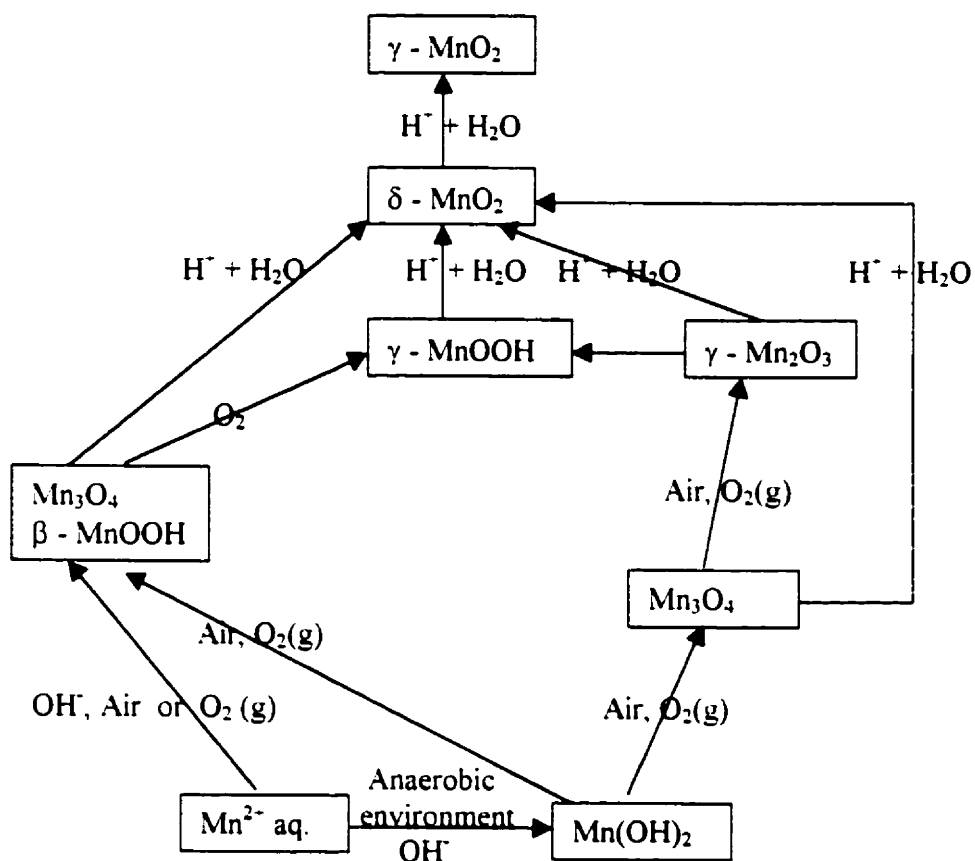 γ - MnO₂
H⁺ + H₂O
δ - MnO₂
H⁺ + H₂O
H⁺ + H₂O
H⁺ + H₂O
H⁺ + H₂O
γ - MnOOH
γ - Mn₂O₃
O₂
Mn₃O₄
β - MnOOH
Air, O₂(g)
Mn₃O₄
Air, O₂(g)
OH⁻, Air or O₂ (g)
Air, O₂(g)
Mn²⁺ aq.
Anaerobic
environment
OH⁻
Mn(OH)₂